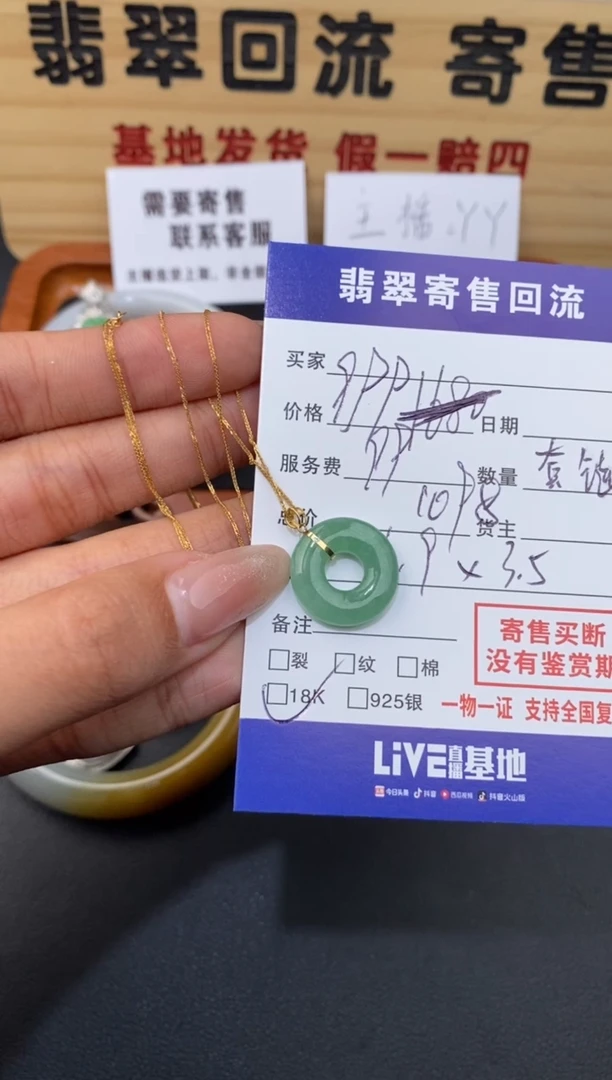 翡翠回流 寄售
基地发货 假一赔四
需要寄售
联系客服
主播 YY
翡翠寄售回流
买家
价格
日期
服务费 99
数量 套链
1098
总价
货主
.9 x 3.5
备注
寄售买断
没有鉴赏期
□裂 □纹 □棉
□18K □925银
一物一证 支持全国复
LiVE直播基地
今日头条 抖音 西瓜视频 抖音火山版